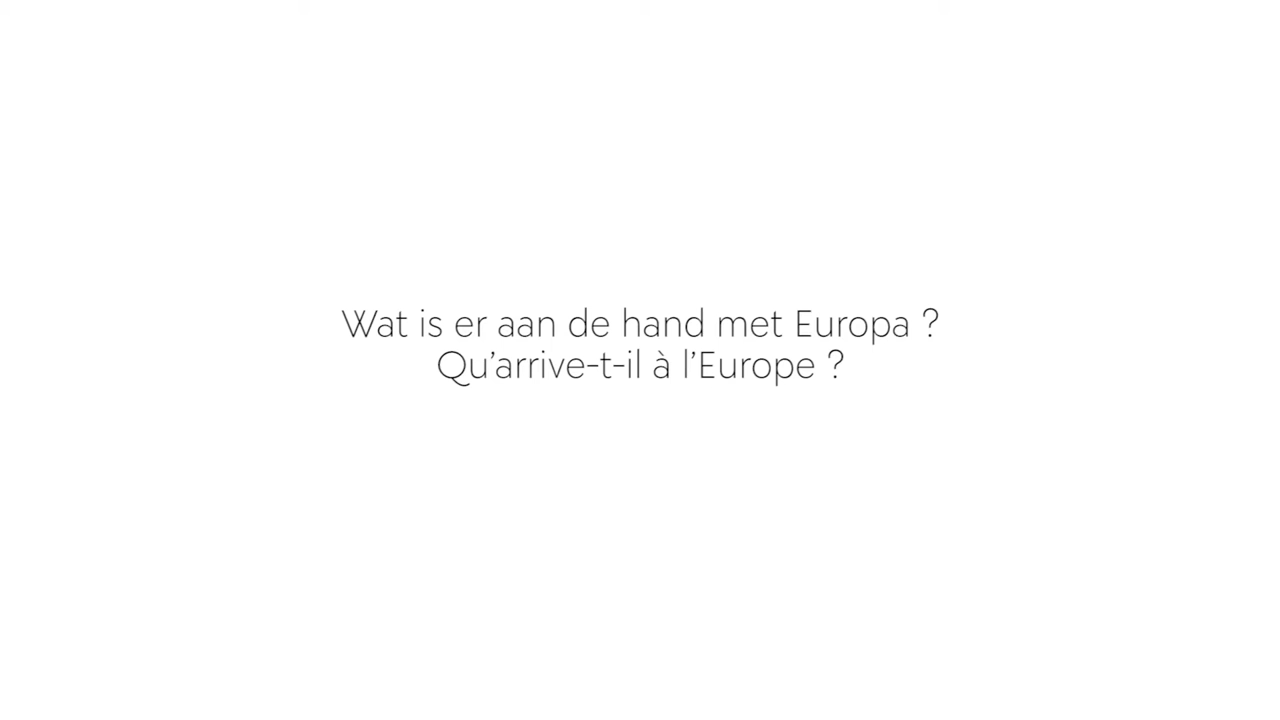 Wat is er aan de hand met Europa ?
Qu’arrive-t-il à l’Europe ?